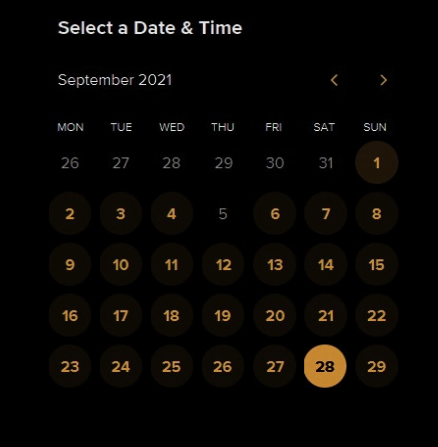 Select a Date & Time
September 2021
MON TUE WED THU FRI SAT SUN
26 27 28 29 30 31 1
2 3 4 5 6 7 8
9 10 11 12 13 14 15
16 17 18 19 20 21 22
23 24 25 26 27 28 29